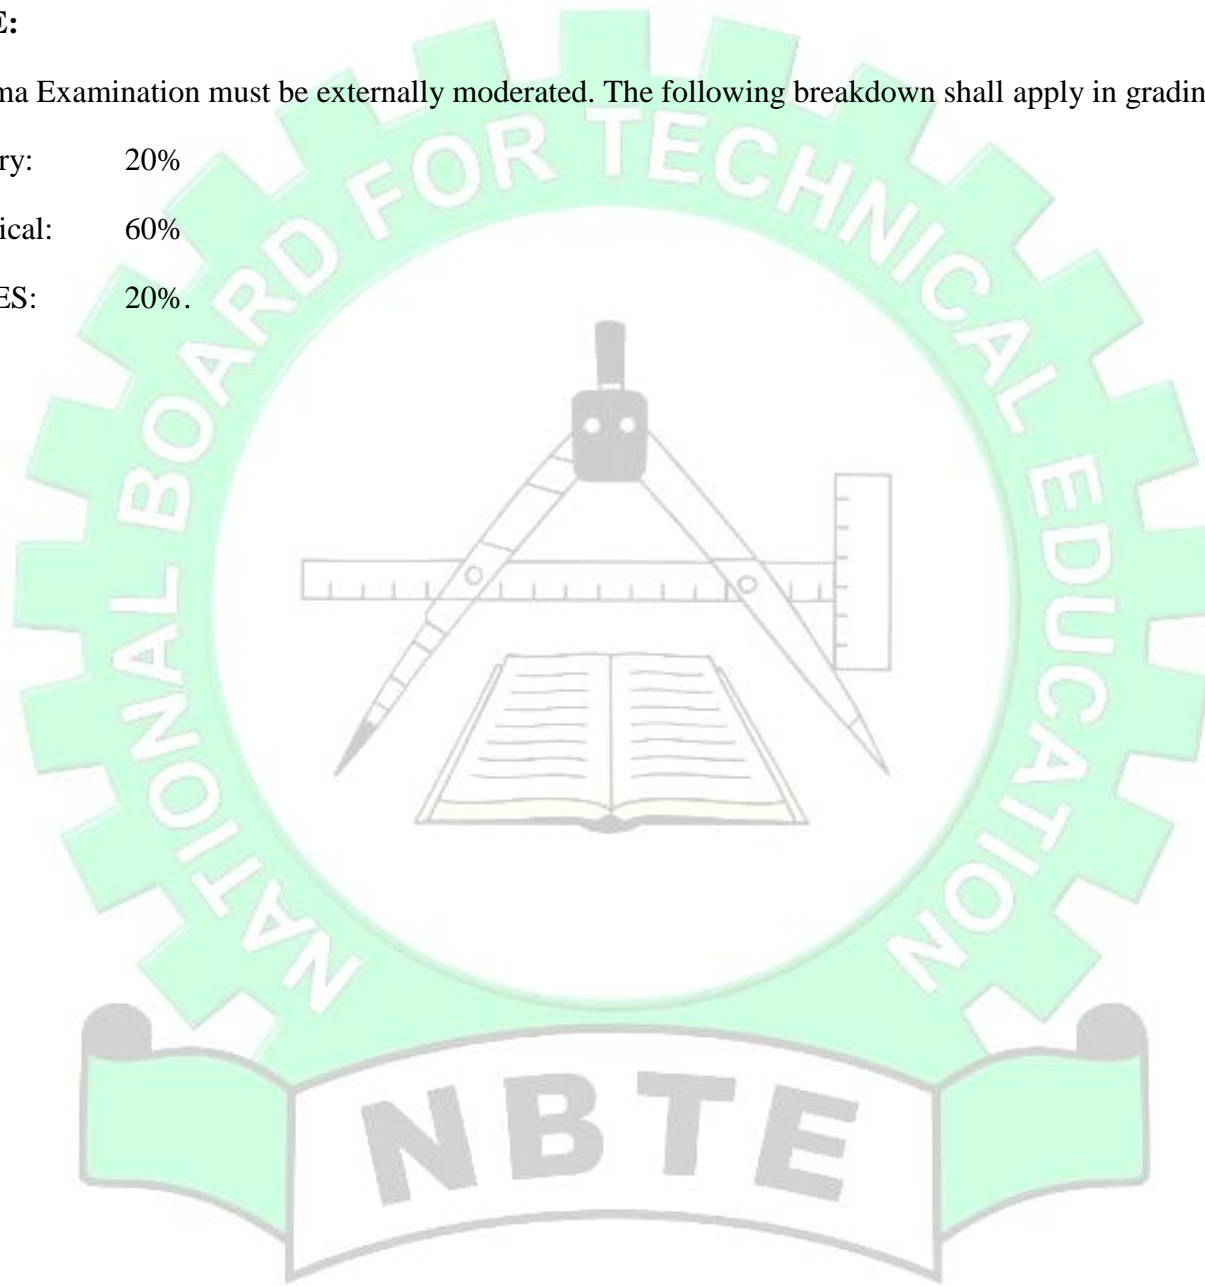 E:
ma Examination must be externally moderated. The following breakdown shall apply in gradin
ry: 20%
ical: 60%
ES: 20%.
NATIONAL BOARD FOR TECHNICAL EDUCATION
NBTE